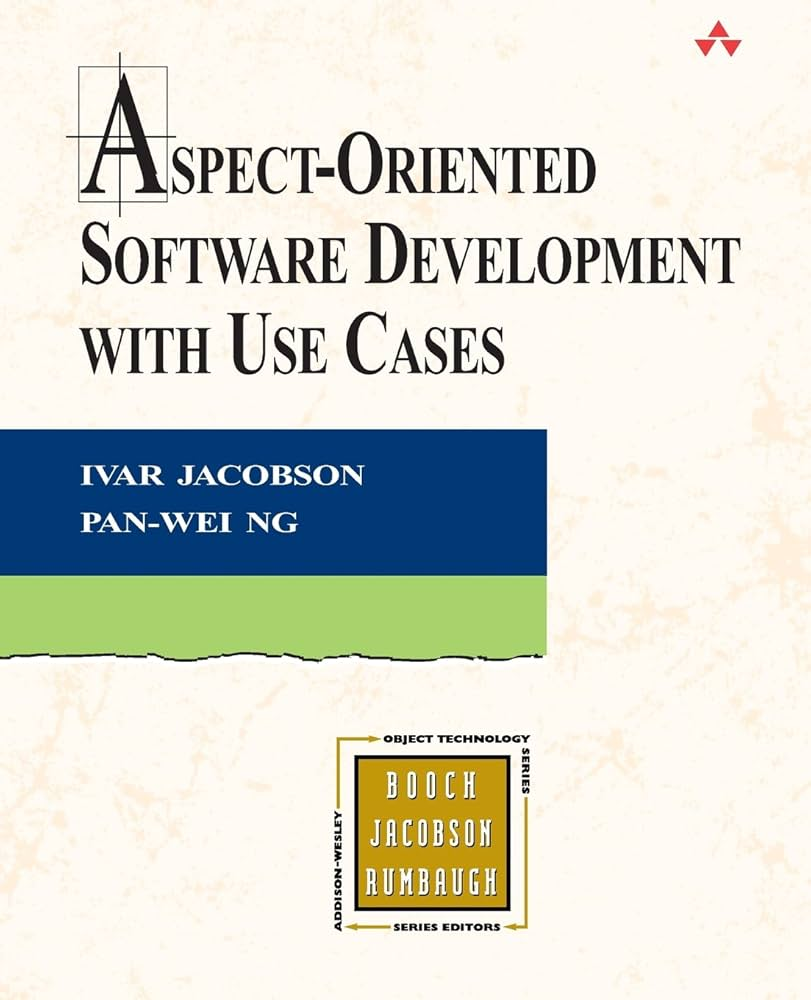 ASPECT-ORIENTED
SOFTWARE DEVELOPMENT
WITH USE CASES
IVAR JACOBSON
PAN-WEI NG
OBJECT TECHNOLOGY
SERIES
BOOCH
JACOBSON
RUMBAUGH
ADDISON-WESLEY
SERIES EDITORS